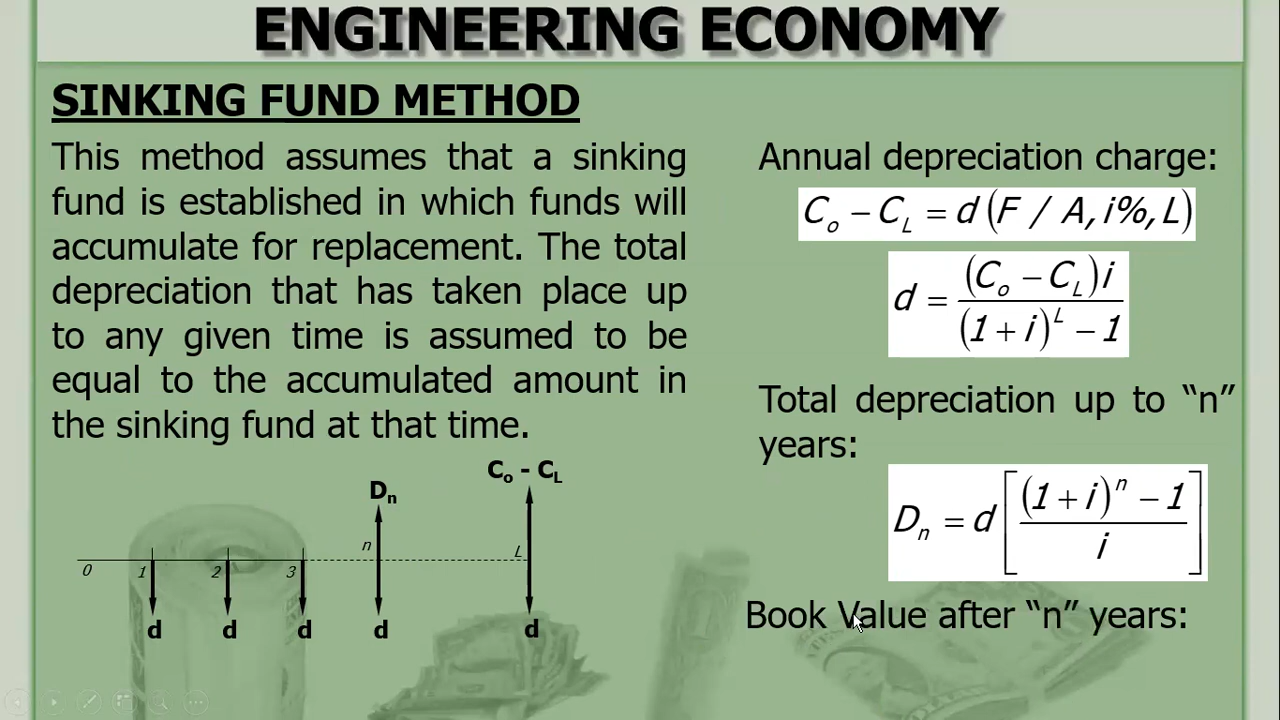 ENGINEERING ECONOMY
SINKING FUND METHOD
This method assumes that a sinking
fund is established in which funds will
accumulate for replacement. The total
depreciation that has taken place up
to any given time is assumed to be
equal to the accumulated amount in
the sinking fund at that time.
Cₒ - C_L
Dₙ
n
L
0 1 2 3
d d d d d
Annual depreciation charge:
Cₒ – C_L = d (F / A, i%, L)
d = (Cₒ – C_L) i / (1 + i)^L – 1
Total depreciation up to “n”
years:
Dₙ = d [ (1 + i)ⁿ – 1 / i ]
Book Value after “n” years: